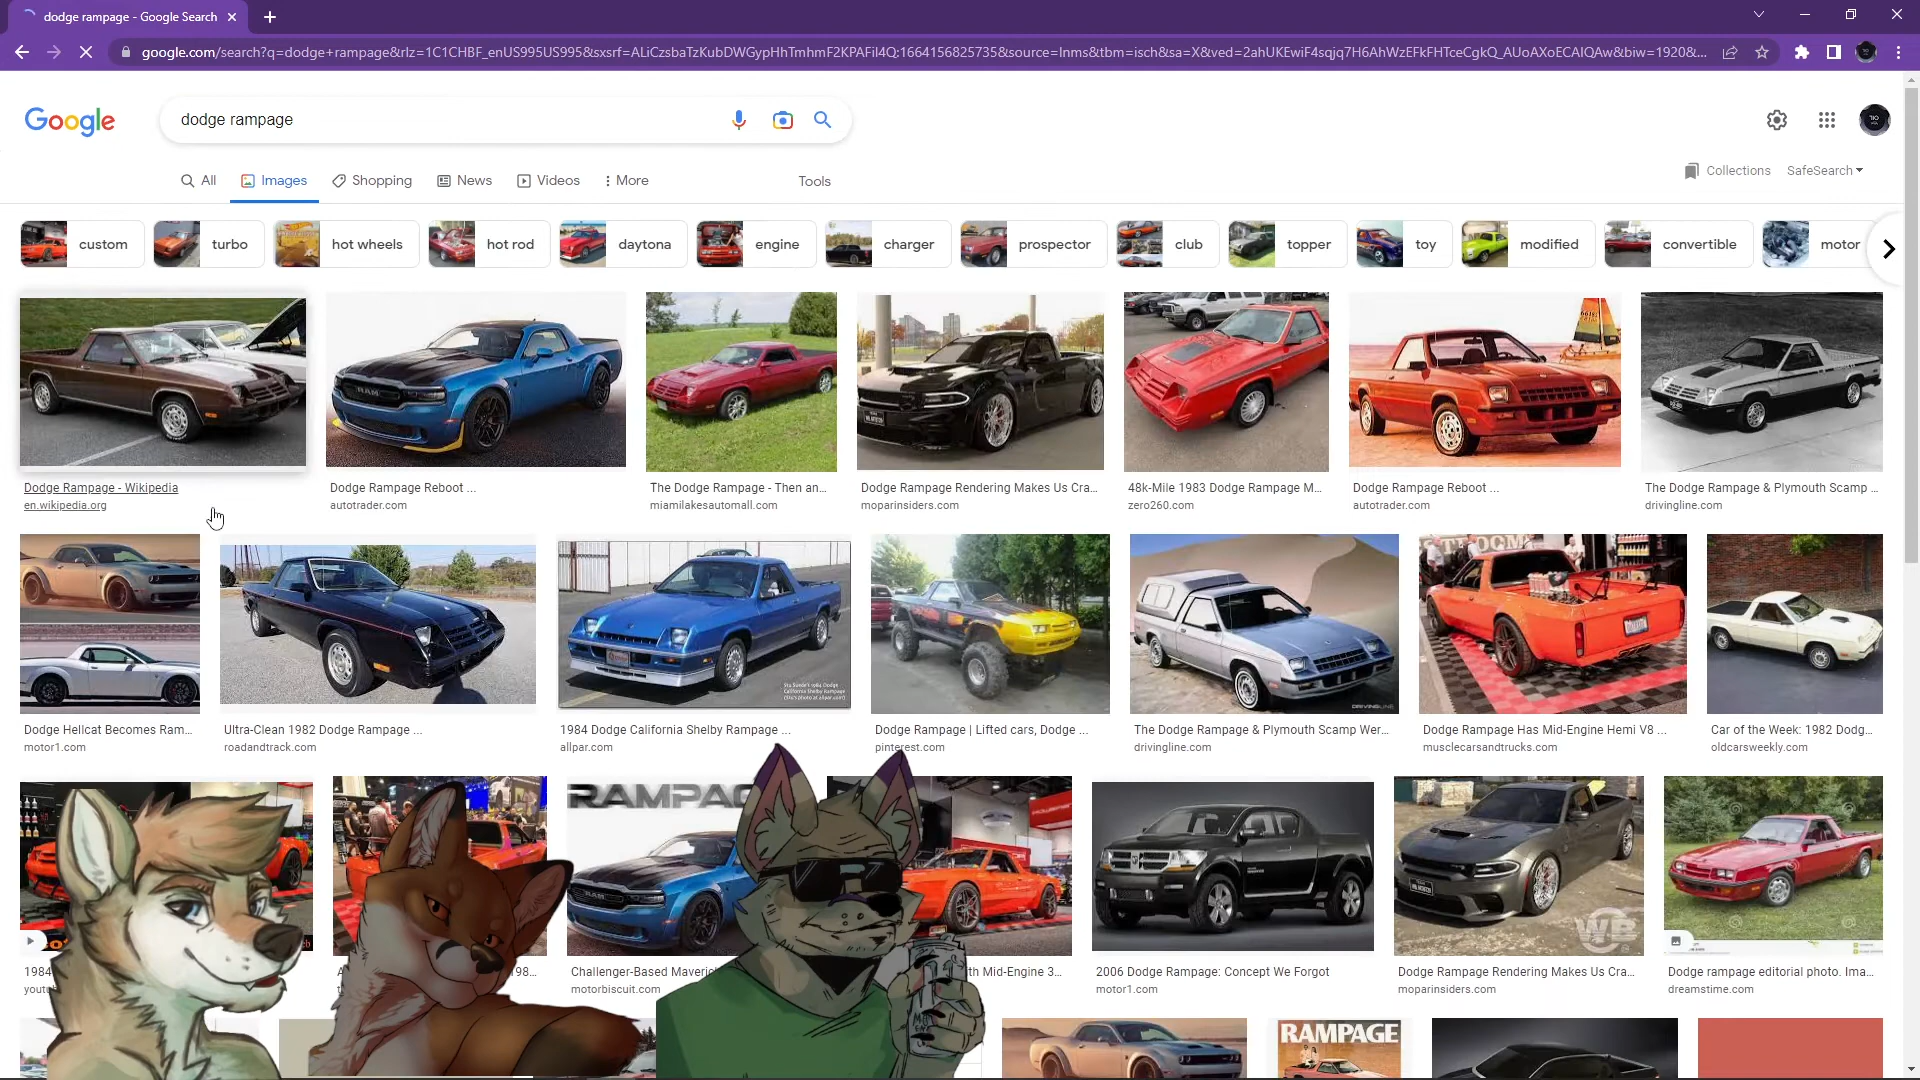 dodge rampage - Google Search
google.com/search?q=dodge+rampage&rlz=1C1CHBF_enUS995US995&sxsrf=ALiCzsbaTzKubDWGypHhTmhmF2KPAFil4Q:1664156825735&source=lnms&tbm=isch&sa=X&ved=2ahUKEwiF4sqjq7H6AhWzEFkFHTceCgkQ_AUoAXoECAIQAw&biw=1920&...
Google
dodge rampage
All Images Shopping News Videos More Tools
Collections SafeSearch
custom turbo hot wheels hot rod daytona engine charger prospector club topper toy modified convertible motor
Dodge Rampage - Wikipedia
en.wikipedia.org
Dodge Rampage Reboot ...
autotrader.com
The Dodge Rampage - Then an...
miamilakesautomall.com
Dodge Rampage Rendering Makes Us Cra...
moparinsiders.com
48k-Mile 1983 Dodge Rampage M...
zero260.com
Dodge Rampage Reboot ...
autotrader.com
The Dodge Rampage & Plymouth Scamp ...
drivingline.com
Dodge Hellcat Becomes Ram...
motor1.com
Ultra-Clean 1982 Dodge Rampage ...
roadandtrack.com
1984 Dodge California Shelby Rampage ...
allpar.com
Dodge Rampage | Lifted cars, Dodge ...
pinterest.com
The Dodge Rampage & Plymouth Scamp Wer...
drivingline.com
Dodge Rampage Has Mid-Engine Hemi V8 ...
musclecarsandtrucks.com
Car of the Week: 1982 Dodg...
oldcarsweekly.com
RAMPAG
1984
youtu
198...
Challenger-Based Maveric
motorbiscuit.com
th Mid-Engine 3...
2006 Dodge Rampage: Concept We Forgot
motor1.com
WB
Dodge Rampage Rendering Makes Us Cra...
moparinsiders.com
Dodge rampage editorial photo. Ima...
dreamstime.com
RAMPAGE